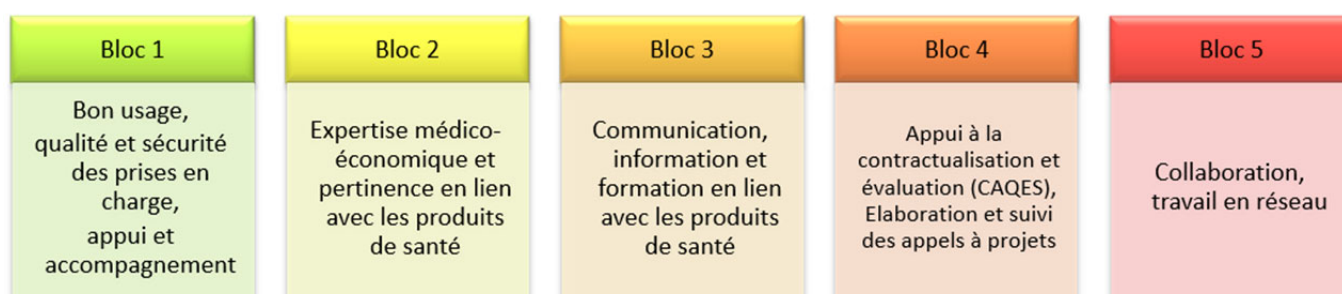 Bloc 1
Bon usage,
qualité et sécurité
des prises en
charge,
appui et
accompagnement
Bloc 2
Expertise médico-
économique et
pertinence en lien
avec les produits
de santé
Bloc 3
Communication,
information et
formation en lien
avec les produits
de santé
Bloc 4
Appui à la
contractualisation et
évaluation (CAQES),
Elaboration et suivi
des appels à projets
Bloc 5
Collaboration,
travail en réseau